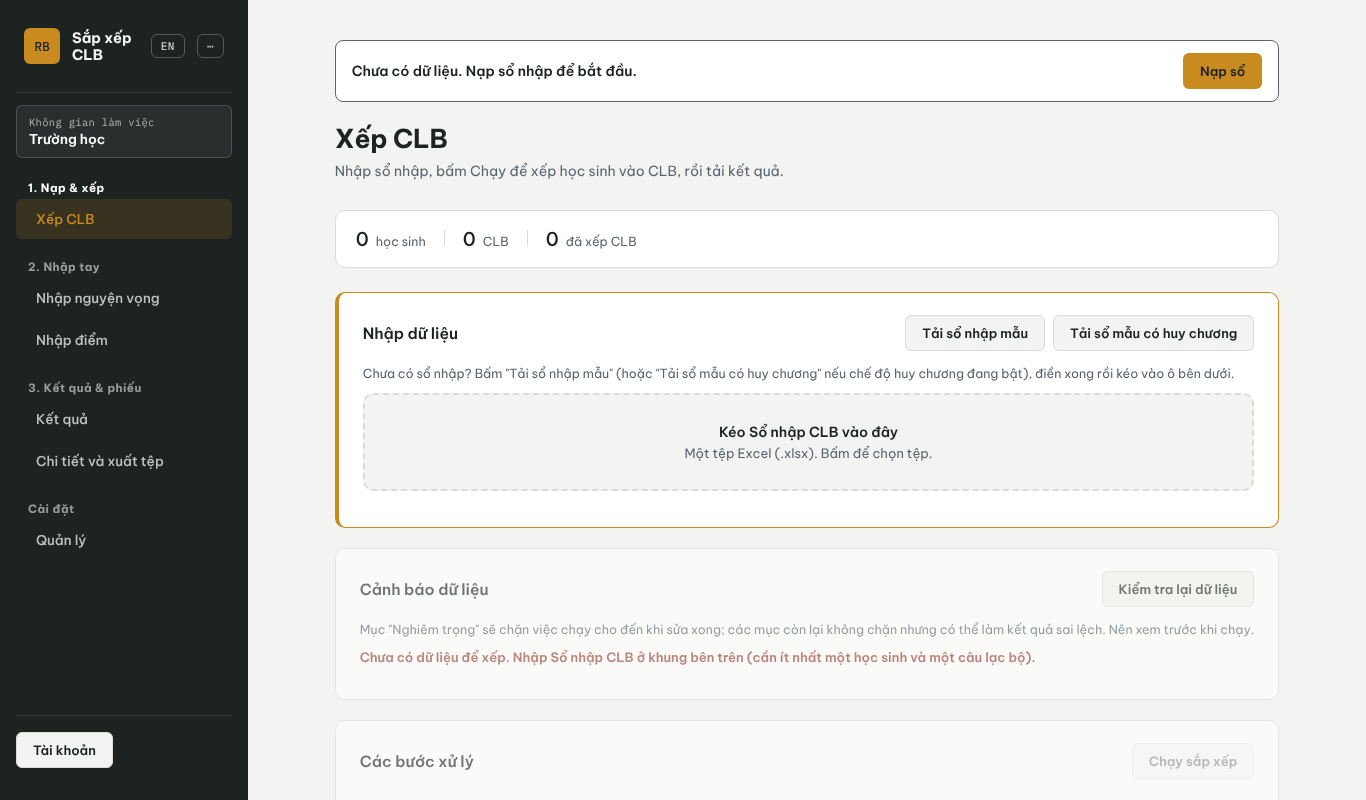 RB
Sắp xếp
CLB
EN
…
Không gian làm việc
Trường học
1. Nạp & xếp
Xếp CLB
2. Nhập tay
Nhập nguyện vọng
Nhập điểm
3. Kết quả & phiếu
Kết quả
Chi tiết và xuất tệp
Cài đặt
Quản lý
Tài khoản
Chưa có dữ liệu. Nạp sổ nhập để bắt đầu.
Nạp sổ
Xếp CLB
Nhập sổ nhập, bấm Chạy để xếp học sinh vào CLB, rồi tải kết quả.
0 học sinh 0 CLB 0 đã xếp CLB
Nhập dữ liệu
Tải sổ nhập mẫu
Tải sổ mẫu có huy chương
Chưa có sổ nhập? Bấm "Tải sổ nhập mẫu" (hoặc "Tải sổ mẫu có huy chương" nếu chế độ huy chương đang bật), điền xong rồi kéo vào ô bên dưới.
Kéo Sổ nhập CLB vào đây
Một tệp Excel (.xlsx). Bấm để chọn tệp.
Cảnh báo dữ liệu
Kiểm tra lại dữ liệu
Mục "Nghiêm trọng" sẽ chặn việc chạy cho đến khi sửa xong; các mục còn lại không chặn nhưng có thể làm kết quả sai lệch. Nên xem trước khi chạy.
Chưa có dữ liệu để xếp. Nhập Sổ nhập CLB ở khung bên trên (cần ít nhất một học sinh và một câu lạc bộ).
Các bước xử lý
Chạy sắp xếp